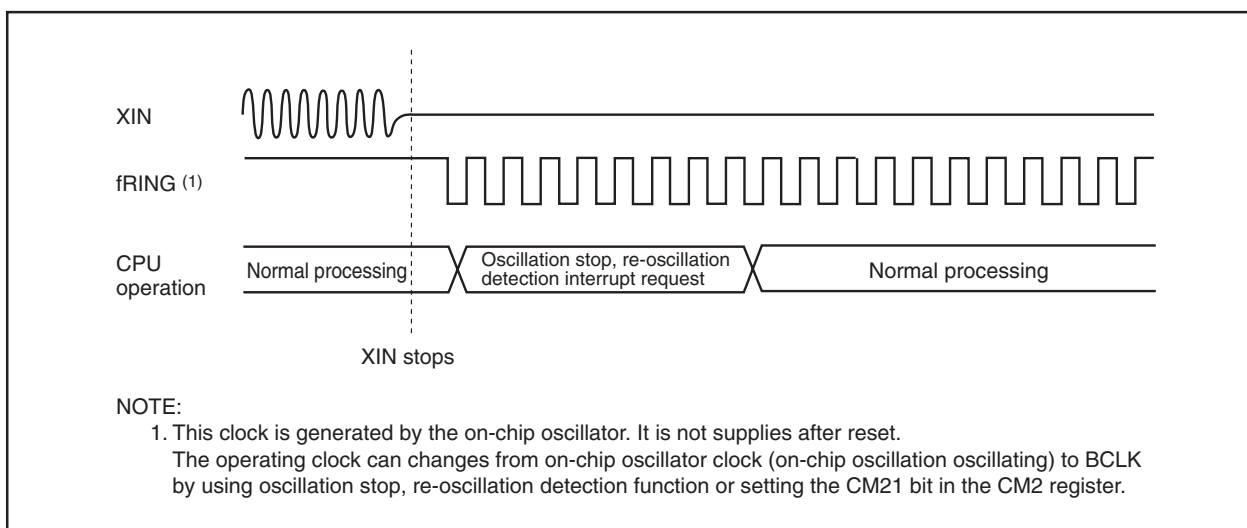 XIN
fRING (1)
CPU
operation
Normal processing
Oscillation stop, re-oscillation
detection interrupt request
Normal processing
XIN stops
NOTE:
1. This clock is generated by the on-chip oscillator. It is not supplies after reset.
The operating clock can changes from on-chip oscillator clock (on-chip oscillation oscillating) to BCLK
by using oscillation stop, re-oscillation detection function or setting the CM21 bit in the CM2 register.